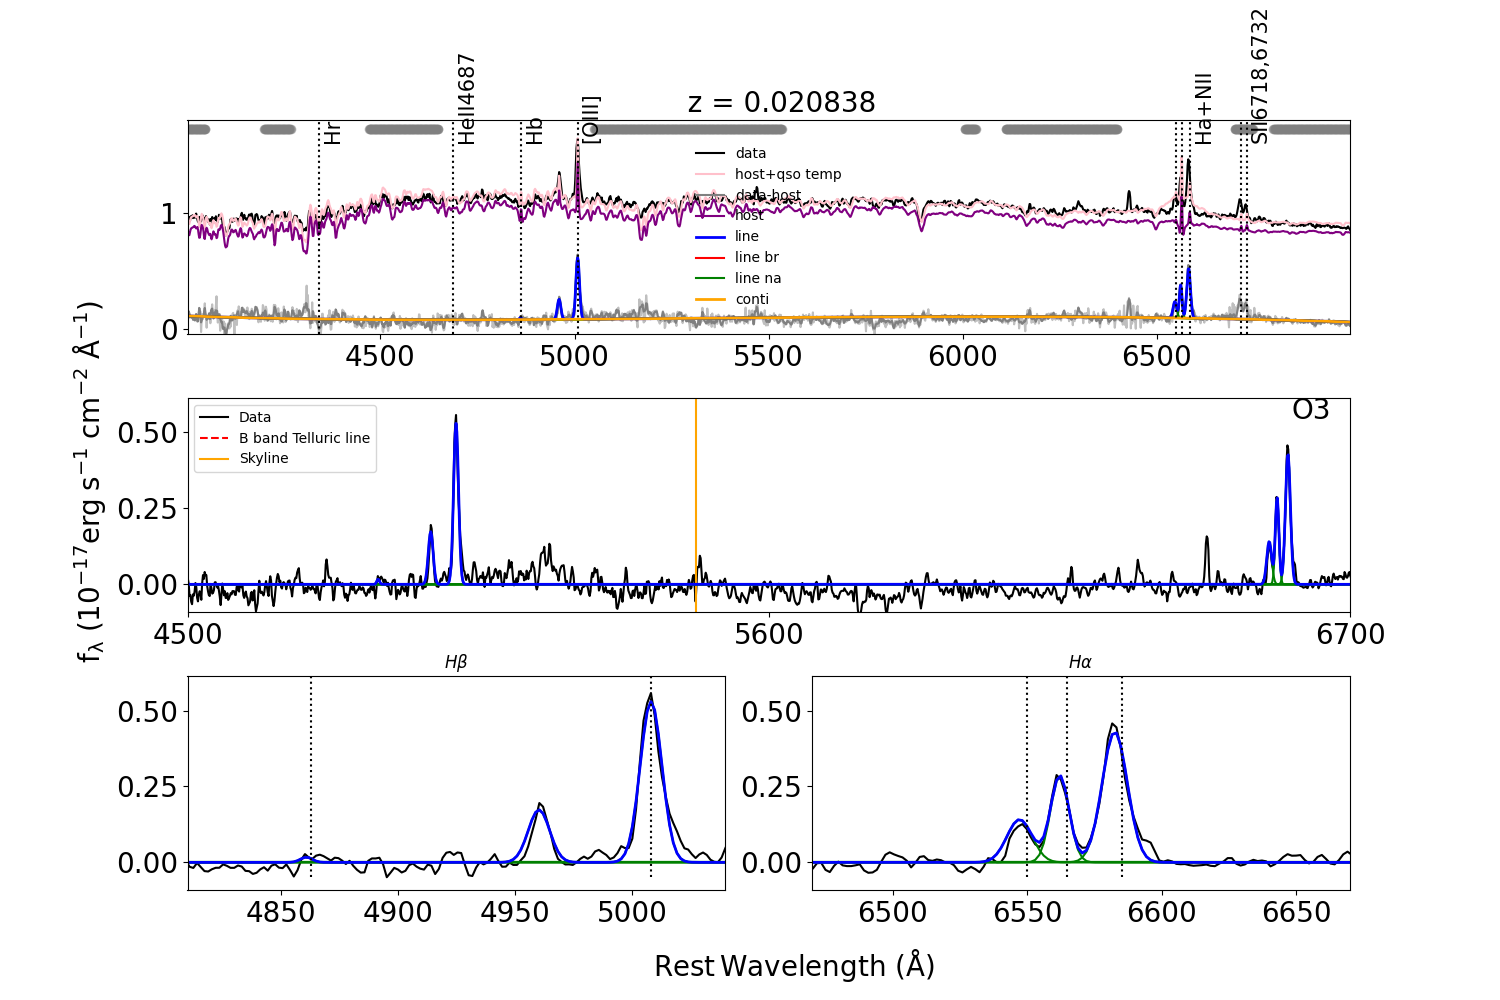 z = 0.020838
Hr
HeII4687
Hb
[OIII]
Ha+NII
SII6718,6732
data
host+qso temp
data-host
host
line
line br
line na
conti
1
0
4500
5000
5500
6000
6500
fλ (10⁻¹⁷erg s⁻¹ cm⁻² Å⁻¹)
Data
B band Telluric line
Skyline
O3
0.50
0.25
0.00
4500
5600
6700
Hβ
0.50
0.25
0.00
4850
4900
4950
5000
Hα
0.50
0.25
0.00
6500
6550
6600
6650
Rest Wavelength (Å)